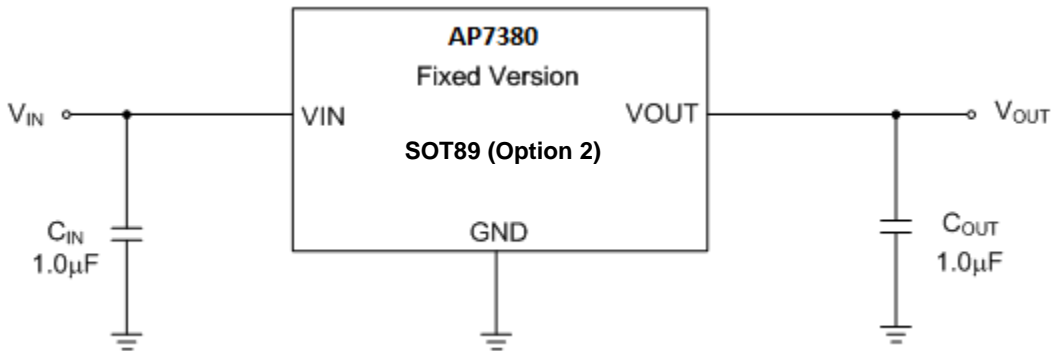 AP7380
Fixed Version
VIN
VIN
VOUT
VOUT
SOT89 (Option 2)
GND
CIN
1.0μF
COUT
1.0μF